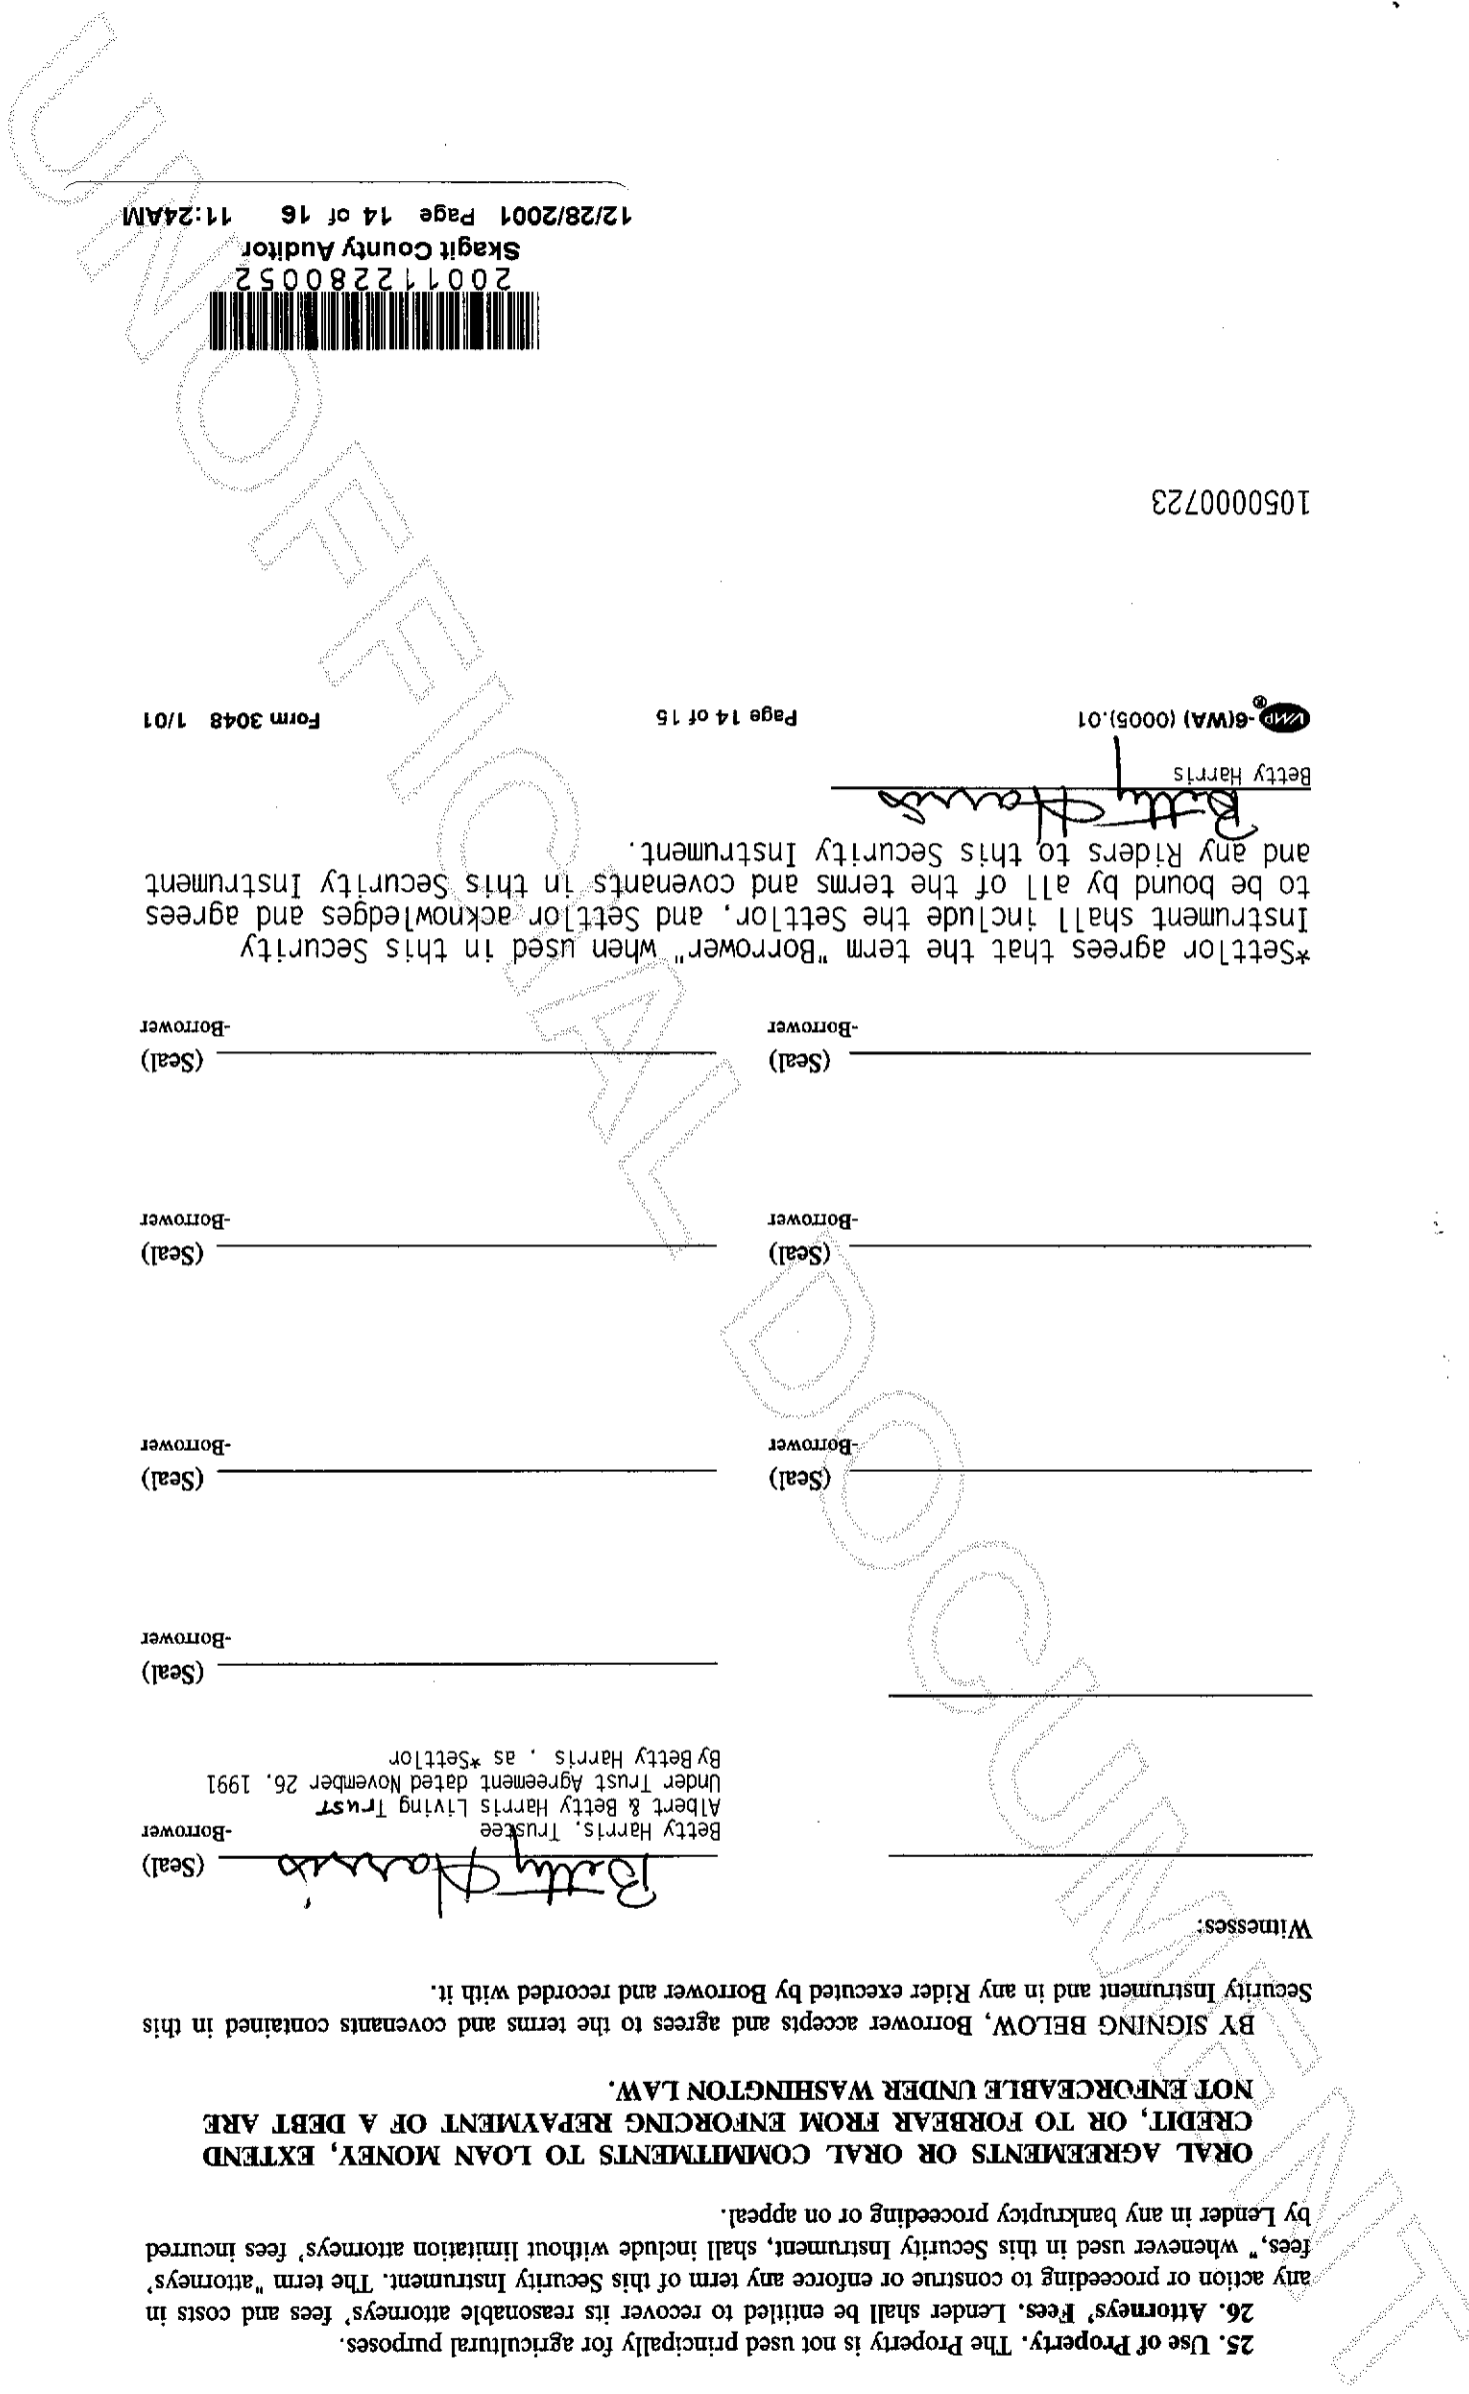 25. Use of Property. The Property is not used principally for agricultural purposes.
26. Attorneys' Fees. Lender shall be entitled to recover its reasonable attorneys' fees and costs in
any action or proceeding to construe or enforce any term of this Security Instrument. The term "attorneys'
fees," whenever used in this Security Instrument, shall include without limitation attorneys' fees incurred
by Lender in any bankruptcy proceeding or on appeal.
ORAL AGREEMENTS OR ORAL COMMITMENTS TO LOAN MONEY, EXTEND
CREDIT, OR TO FORBEAR FROM ENFORCING REPAYMENT OF A DEBT ARE
NOT ENFORCEABLE UNDER WASHINGTON LAW.
BY SIGNING BELOW, Borrower accepts and agrees to the terms and covenants contained in this
Security Instrument and in any Rider executed by Borrower and recorded with it.
Witnesses:
Betty Harris (Seal)
Betty Harris, Trustee -Borrower
Albert & Betty Harris Living Trust
Under Trust Agreement dated November 26, 1991
By Betty Harris , as *Settlor
(Seal)
-Borrower
(Seal) (Seal)
-Borrower -Borrower
(Seal) (Seal)
-Borrower -Borrower
(Seal) (Seal)
-Borrower -Borrower
*Settlor agrees that the term "Borrower" when used in this Security
Instrument shall include the Settlor, and Settlor acknowledges and agrees
to be bound by all of the terms and covenants in this Security Instrument
and any Riders to this Security Instrument.
Betty Harris
Betty Harris
VMP®-6(WA) (0005).01 Page 14 of 15 Form 3048 1/01
1050000723
200112280052
Skagit County Auditor
12/28/2001 Page 14 of 16 11:24AM
UNOFFICIAL DOCUMENT